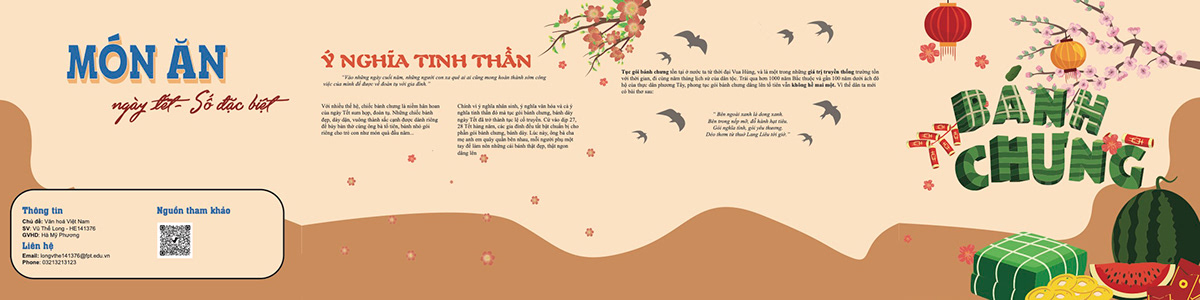 MÓN ĂN
ngày tết - Số đặc biệt
Thông tin
Chủ đề: Văn hoá Việt Nam
SV: Vũ Thế Long - HE141376
GVHD: Hà Mỹ Phương
Liên hệ
Email: longvthe141376@fpt.edu.vn
Phone: 03213213123
Nguồn tham khảo
Ý NGHĨA TINH THẦN
"Vào những ngày cuối năm, những người con xa quê ai ai cũng mong hoàn thành sớm công
việc của mình để được về đoàn tụ với gia đình."
Với nhiều thế hệ, chiếc bánh chưng là niềm hân hoan
của ngày Tết sum họp, đoàn tụ. Những chiếc bánh
đẹp, dày dặn, vuông thành sắc cạnh được dành riêng
để bày bàn thờ cúng ông bà tổ tiên, bánh nhỏ gói
riêng cho trẻ con như món quà đầu năm...
Chính vì ý nghĩa nhân sinh, ý nghĩa văn hóa và cả ý
nghĩa tinh thần đó mà tục gói bánh chưng, bánh dày
ngày Tết đã trở thành tục lệ cổ truyền. Cứ vào dịp 27,
28 Tết hàng năm, các gia đình đều tất bật chuẩn bị cho
phần gói bánh chưng, bánh dày. Lúc này, ông bà cha
mẹ anh em quây quần bên nhau, mỗi người phụ một
tay để làm nên những cái bánh thật đẹp, thật ngon
dâng lên
Tục gói bánh chưng tồn tại ở nước ta từ thời đại Vua Hùng, và là một trong những giá trị truyền thống trường tồn
với thời gian, đi cùng năm tháng lịch sử của dân tộc. Trải qua hơn 1000 năm Bắc thuộc và gần 100 năm dưới ách đô
hộ của thực dân phương Tây, phong tục gói bánh chưng dâng lên tổ tiên vẫn không hề mai một. Vì thế dân ta mới
có bài thơ sau:
" Bên ngoài xanh lá dong xanh.
Bên trong nếp mỡ, đỗ hành hạt tiêu.
Gói nghĩa tình, gói yêu thương.
Dẻo thơm từ thuở Lang Liêu tới giờ."
BÁNH
CHƯNG